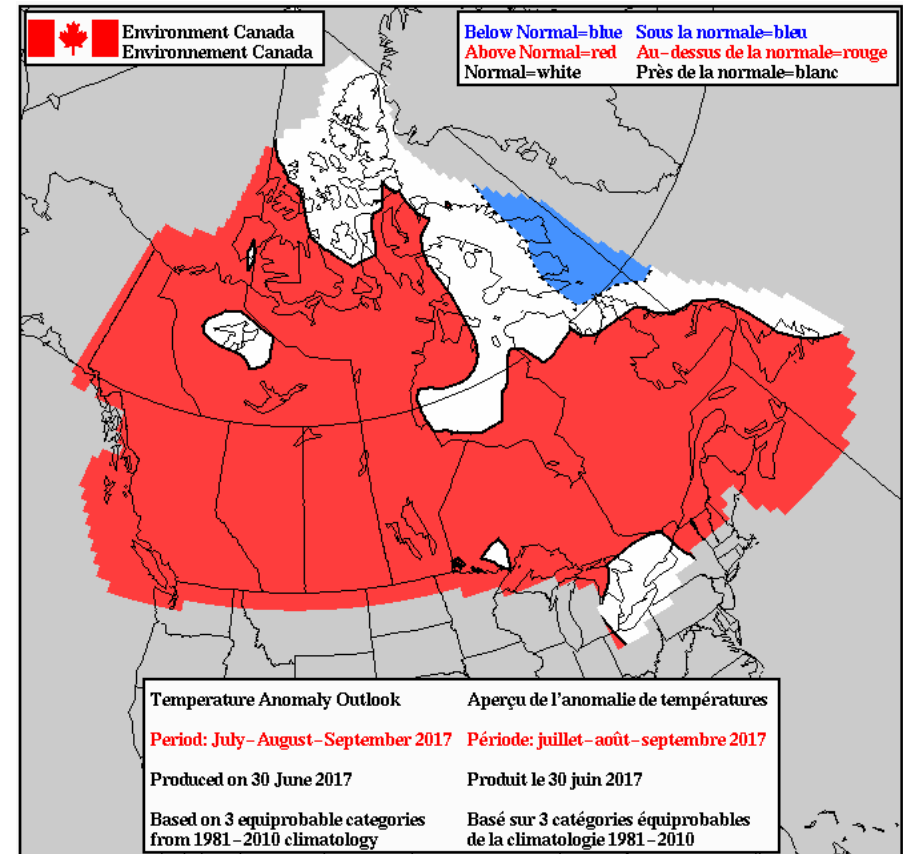 Environment Canada
Environnement Canada
Below Normal=blue Sous la normale=bleu
Above Normal=red Au-dessus de la normale=rouge
Normal=white Près de la normale=blanc
Temperature Anomaly Outlook Aperçu de l'anomalie de températures
Period: July-August-September 2017 Période: juillet-août-septembre 2017
Produced on 30 June 2017 Produit le 30 juin 2017
Based on 3 equiprobable categories Basé sur 3 catégories équiprobables
from 1981-2010 climatology de la climatologie 1981-2010